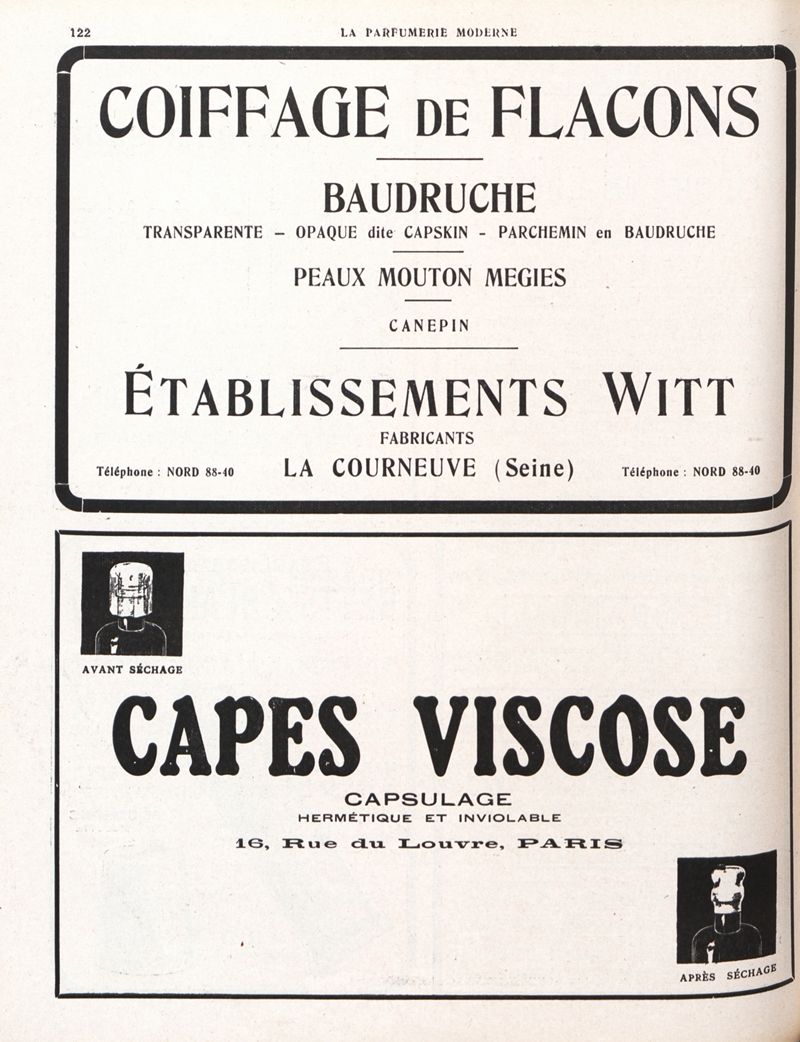 122
LA PARFUMERIE MODERNE
COIFFAGE DE FLACONS
BAUDRUCHE
TRANSPARENTE – OPAQUE dite CAPSKIN - PARCHEMIN en BAUDRUCHE
PEAUX MOUTON MEGIES
CANEPIN
ÉTABLISSEMENTS WITT
FABRICANTS
Téléphone : NORD 88-40 LA COURNEUVE (Seine) Téléphone : NORD 88-40
AVANT SÉCHAGE
CAPES VISCOSE
CAPSULAGE
HERMÉTIQUE ET INVIOLABLE
16, Rue du Louvre, PARIS
APRÈS SÉCHAGE